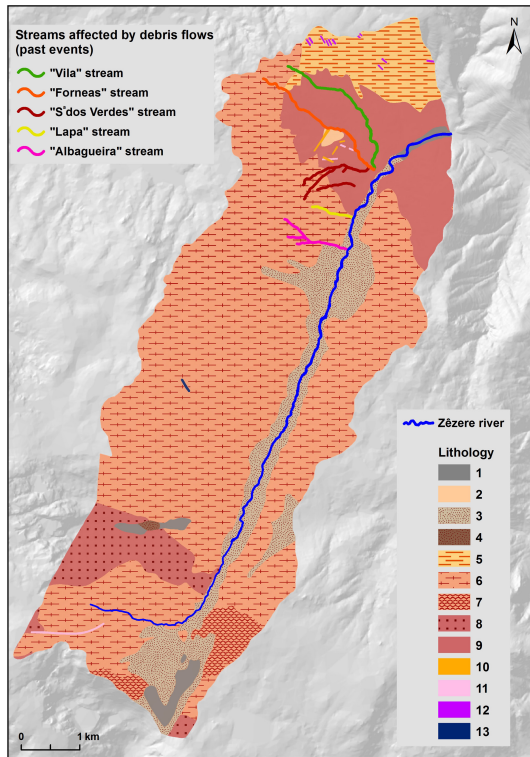 Streams affected by debris flows
(past events)
"Vila" stream
"Forneas" stream
"S°dos Verdes" stream
"Lapa" stream
"Albagueira" stream
N
Zêzere river
Lithology
1
2
3
4
5
6
7
8
9
10
11
12
13
0 1 km